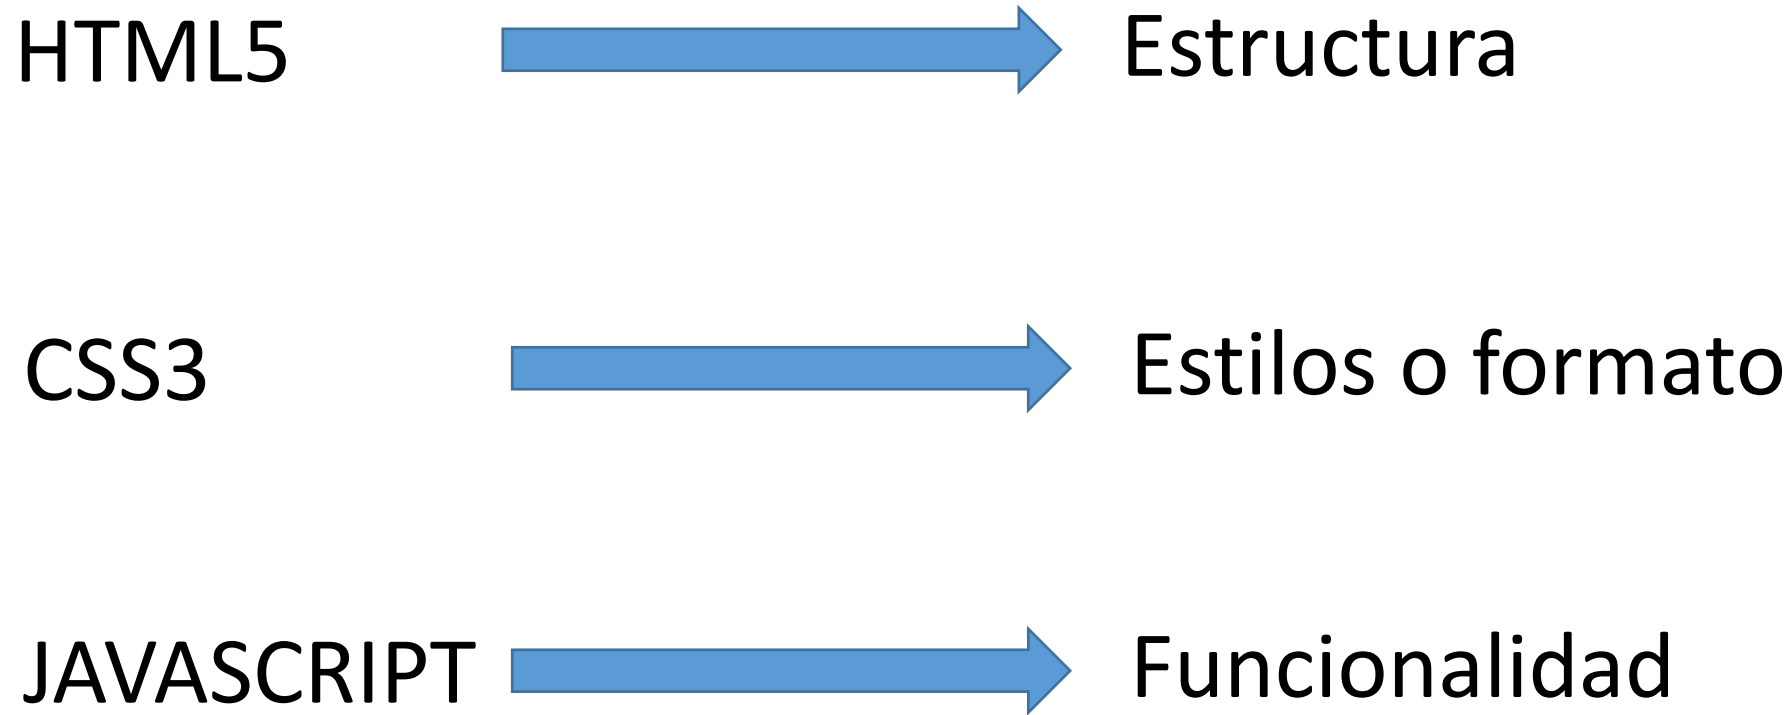 HTML5 Estructura
CSS3 Estilos o formato
JAVASCRIPT Funcionalidad